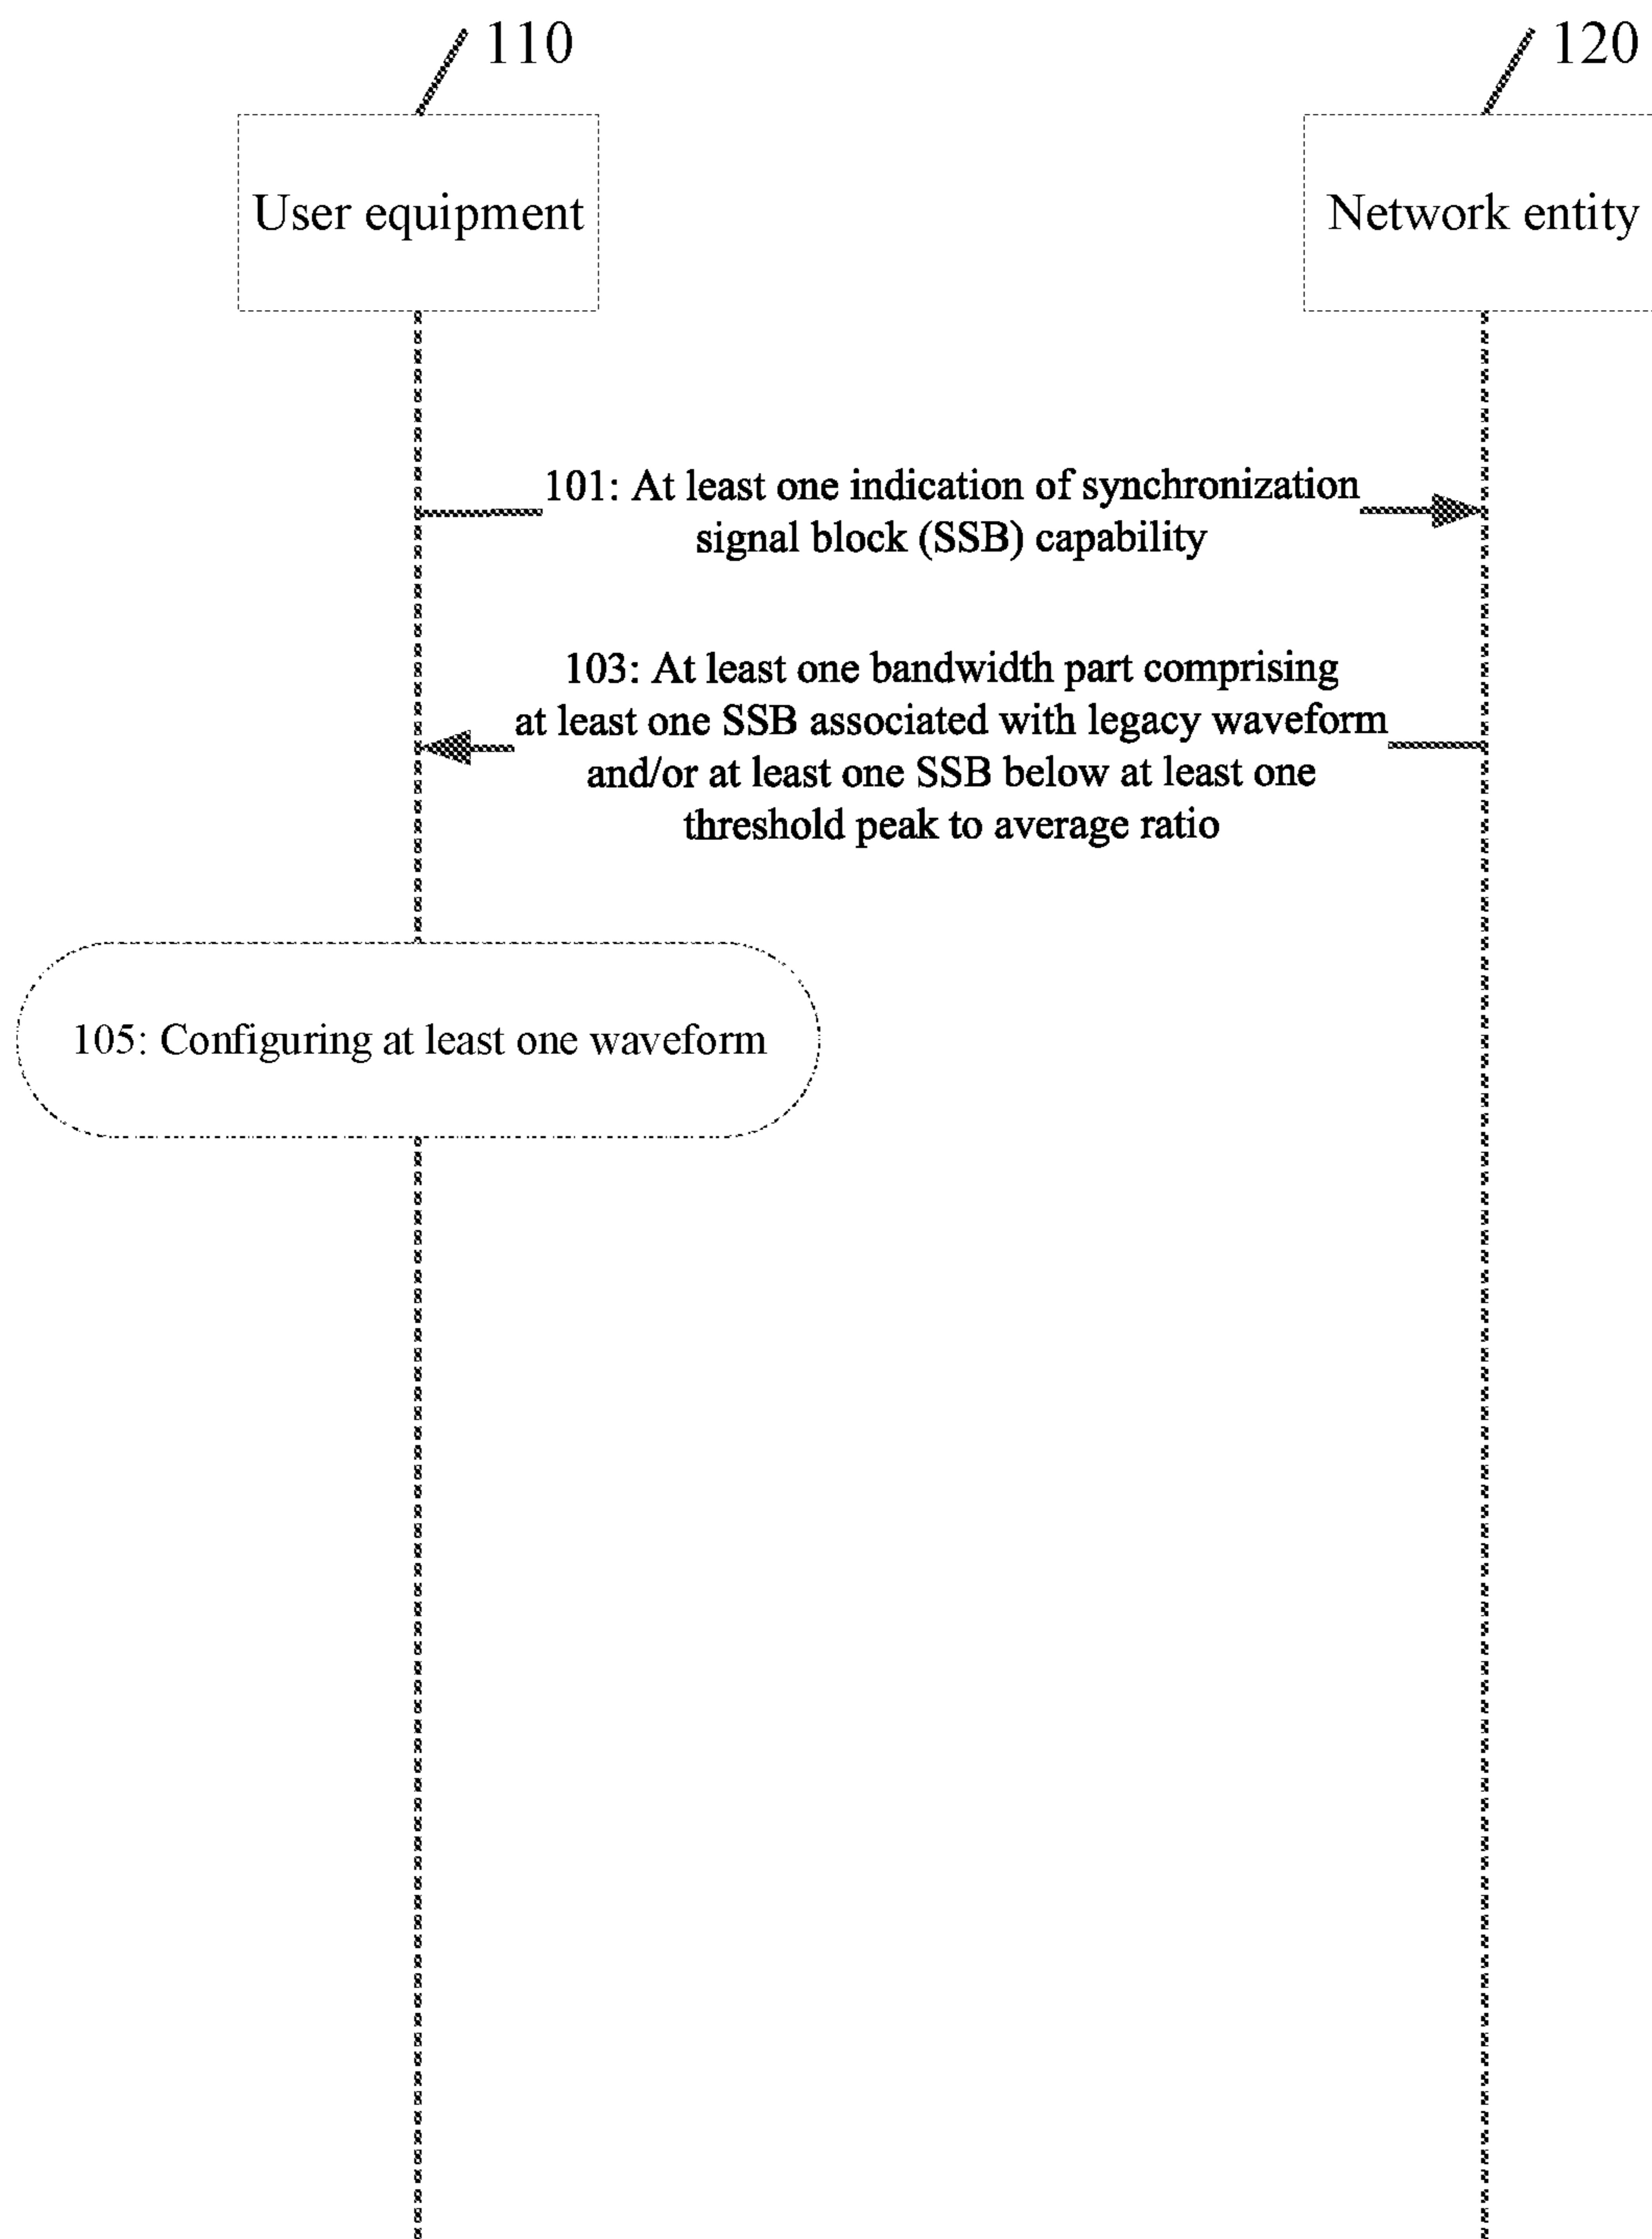 110
120
User equipment
Network entity
101: At least one indication of synchronization
signal block (SSB) capability
103: At least one bandwidth part comprising
at least one SSB associated with legacy waveform
and/or at least one SSB below at least one
threshold peak to average ratio
105: Configuring at least one waveform